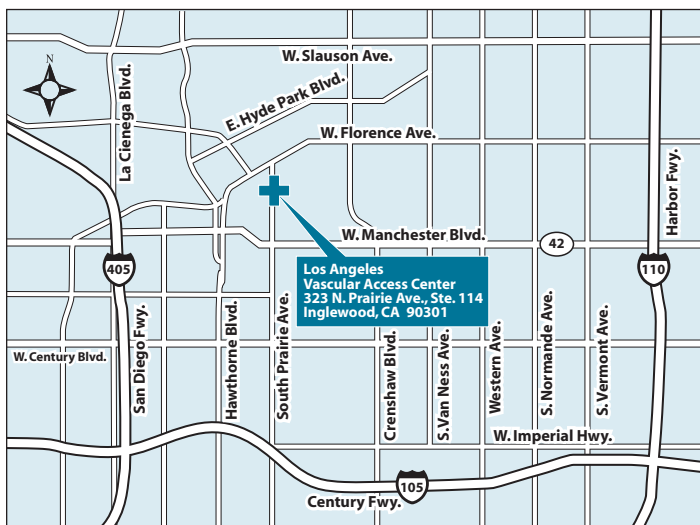 W. Slauson Ave.
N
La Cienega Blvd.
E. Hyde Park Blvd.
W. Florence Ave.
Harbor Fwy.
W. Manchester Blvd.
42
405
110
Los Angeles
Vascular Access Center
323 N. Prairie Ave., Ste. 114
Inglewood, CA 90301
W. Century Blvd.
San Diego Fwy.
Hawthorne Blvd.
South Prairie Ave.
Crenshaw Blvd.
S.Van Ness Ave.
Western Ave.
S. Normande Ave.
S. Vermont Ave.
W. Imperial Hwy.
105
Century Fwy.